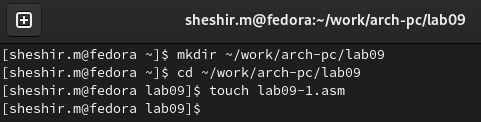 sheshir.m@fedora:~/work/arch-pc/lab09
[sheshir.m@fedora ~]$ mkdir ~/work/arch-pc/lab09
[sheshir.m@fedora ~]$ cd ~/work/arch-pc/lab09
[sheshir.m@fedora lab09]$ touch lab09-1.asm
[sheshir.m@fedora lab09]$